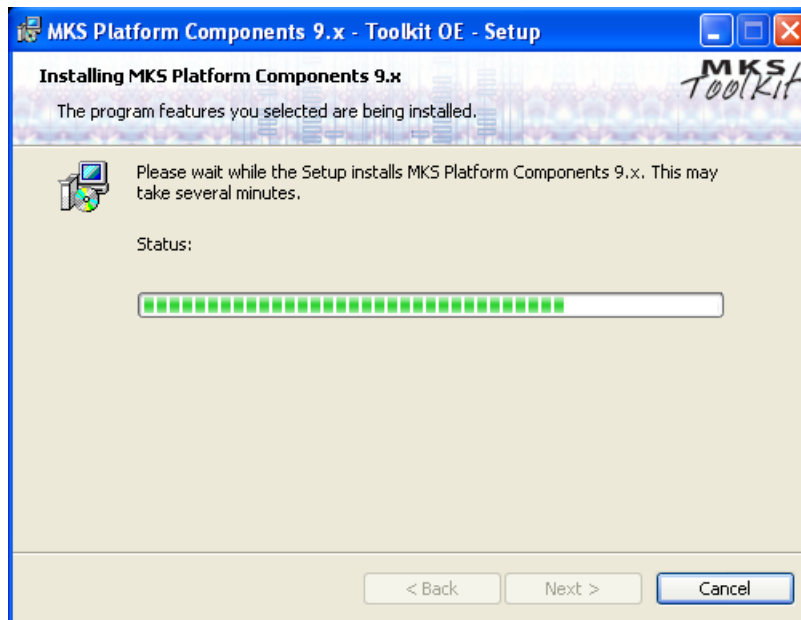 MKS Platform Components 9.x - Toolkit OE - Setup
Installing MKS Platform Components 9.x
The program features you selected are being installed.
MKS
Toolkit
Please wait while the Setup installs MKS Platform Components 9.x. This may
take several minutes.
Status:
< Back
Next >
Cancel